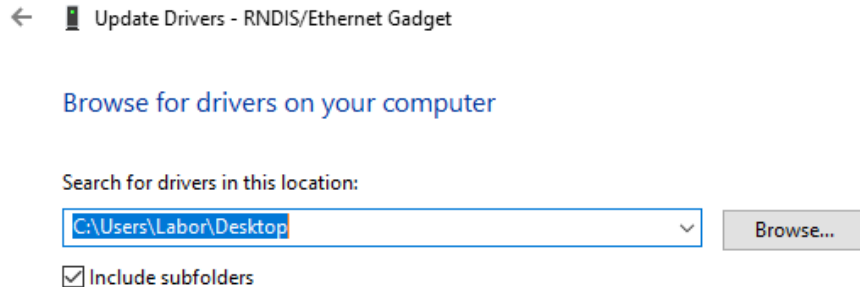 Update Drivers - RNDIS/Ethernet Gadget
Browse for drivers on your computer
Search for drivers in this location:
C:\Users\Labor\Desktop
Browse...
Include subfolders